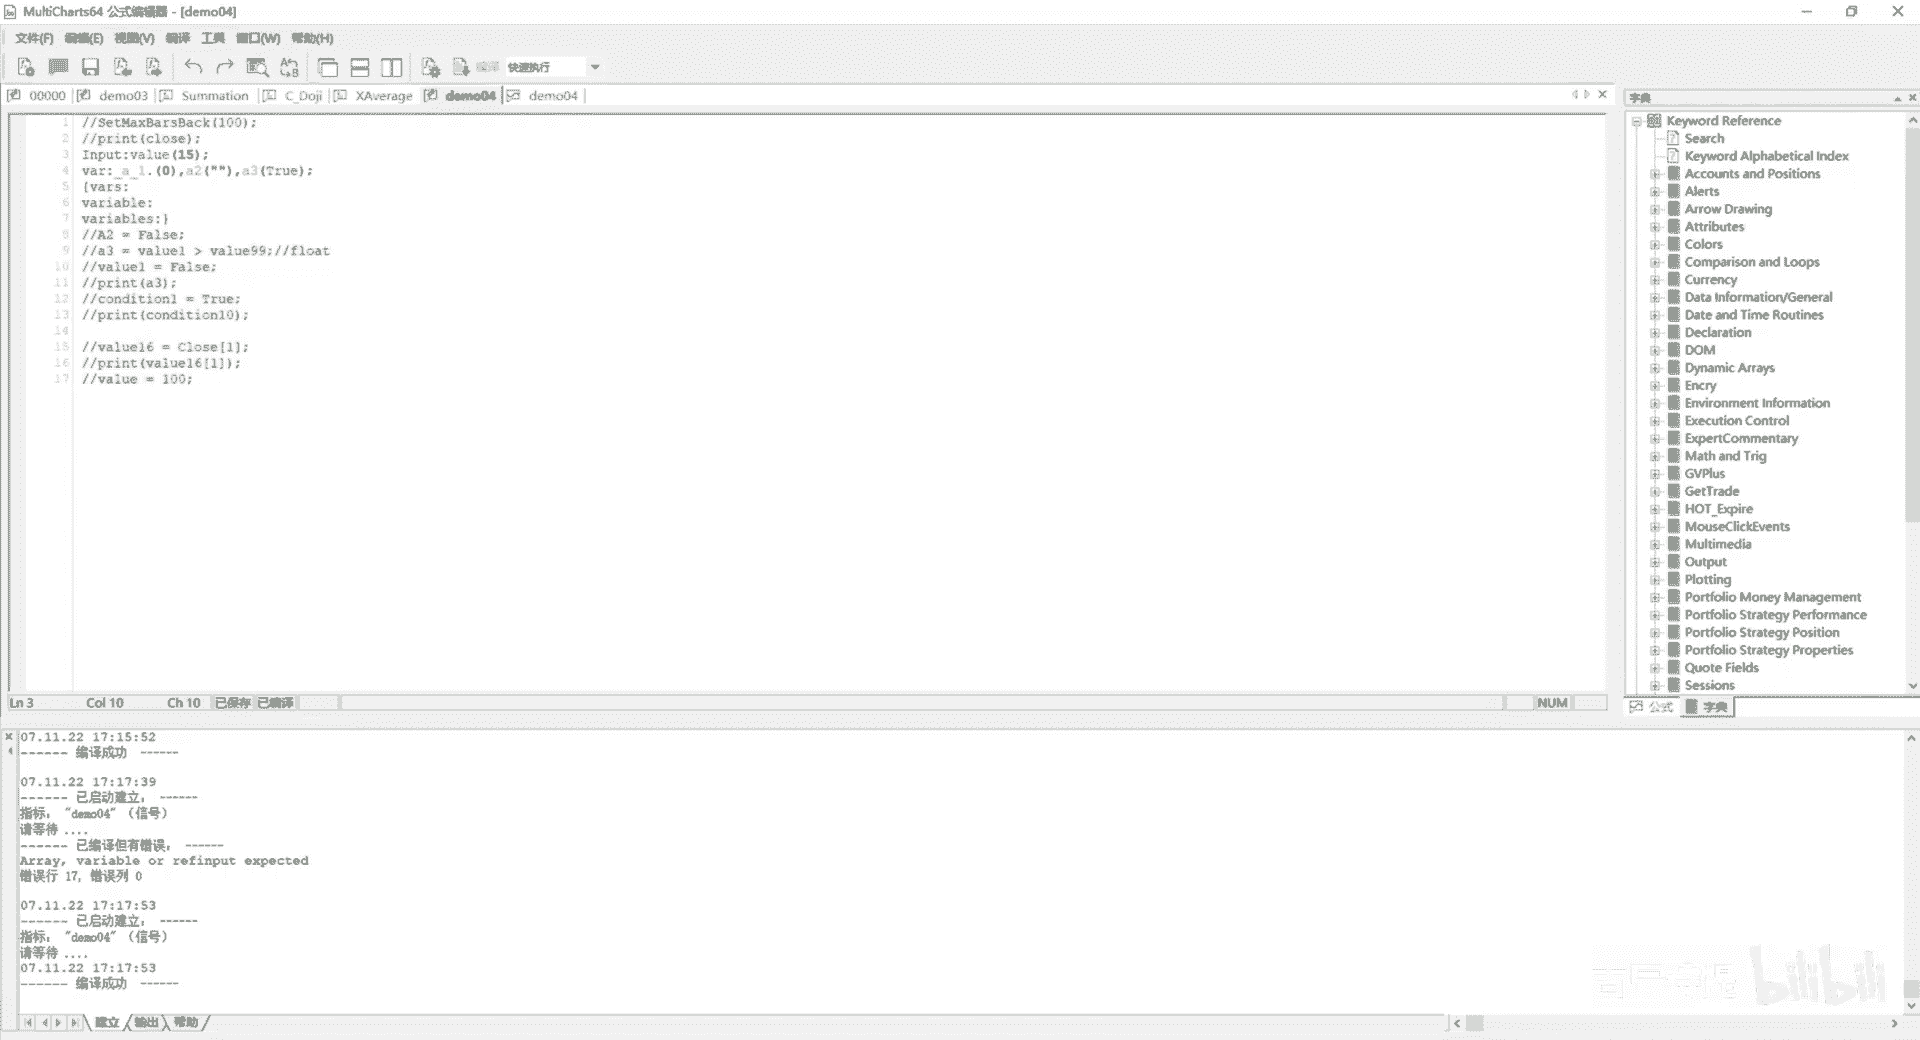 MultiCharts64 公式编辑器 - [demo04]
文件(F) 编辑(E) 视图(V) 编译 工具 窗口(W) 帮助(H)
编译 快速执行
00000 demo03 Summation C_Doji XAverage demo04 demo04
1 //SetMaxBarsBack(100);
2 //print(close);
3 Input:value(15);
4 var:_a_1.(0),a2(""),a3(True);
5 {vars:
6 variable:
7 variables:}
8 //A2 = False;
9 //a3 = value1 > value99;//float
10 //value1 = False;
11 //print(a3);
12 //condition1 = True;
13 //print(condition10);
14
15 //value16 = Close[1];
16 //print(value16[1]);
17 //value = 100;
Ln 3 Col 10 Ch 10 已保存 已编译 NUM
字典
Keyword Reference
Search
Keyword Alphabetical Index
Accounts and Positions
Alerts
Arrow Drawing
Attributes
Colors
Comparison and Loops
Currency
Data Information/General
Date and Time Routines
Declaration
DOM
Dynamic Arrays
Encry
Environment Information
Execution Control
ExpertCommentary
Math and Trig
GVPlus
GetTrade
HOT_Expire
MouseClickEvents
Multimedia
Output
Plotting
Portfolio Money Management
Portfolio Strategy Performance
Portfolio Strategy Position
Portfolio Strategy Properties
Quote Fields
Sessions
公式 字典
07.11.22 17:15:52
------ 编译成功 ------
07.11.22 17:17:39
------ 已启动建立: ------
指标: "demo04" (信号)
请等待 ....
------ 已编译但有错误: ------
Array, variable or refinput expected
错误行 17, 错误列 0
07.11.22 17:17:53
------ 已启动建立: ------
指标: "demo04" (信号)
请等待 ....
07.11.22 17:17:53
------ 编译成功 ------
建立 输出 帮助
bilibili